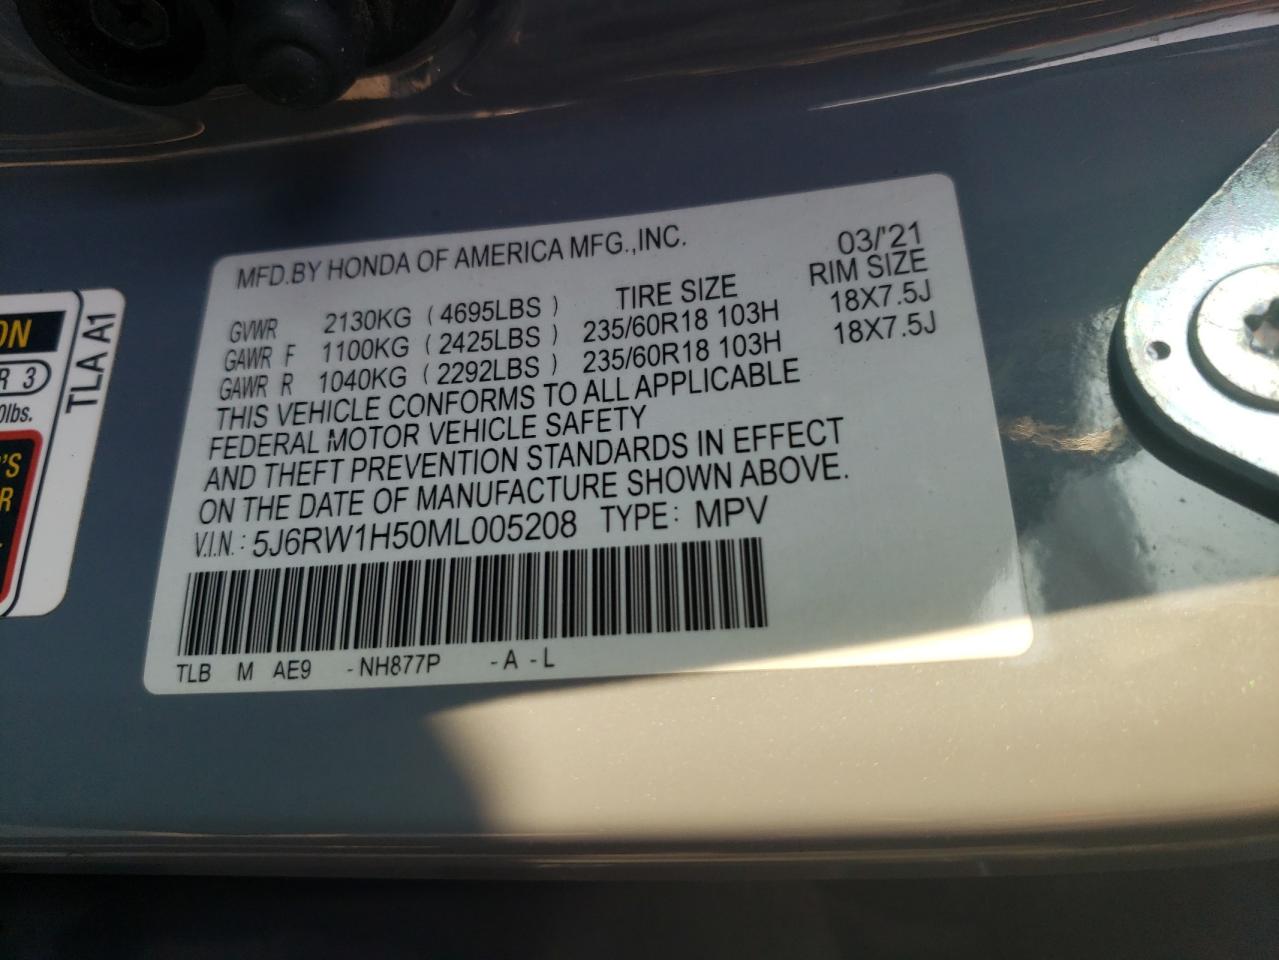 MFD.BY HONDA OF AMERICA MFG.,INC. 03/'21
TIRE SIZE RIM SIZE
GVWR 2130KG (4695LBS) 235/60R18 103H 18X7.5J
GAWR F 1100KG (2425LBS) 235/60R18 103H 18X7.5J
GAWR R 1040KG (2292LBS)
THIS VEHICLE CONFORMS TO ALL APPLICABLE
FEDERAL MOTOR VEHICLE SAFETY
AND THEFT PREVENTION STANDARDS IN EFFECT
ON THE DATE OF MANUFACTURE SHOWN ABOVE.
V.I.N.: 5J6RW1H50ML005208 TYPE: MPV
TLB M AE9 -NH877P -A -L
ON
R 3
0lbs.
'S
R
TLA A1